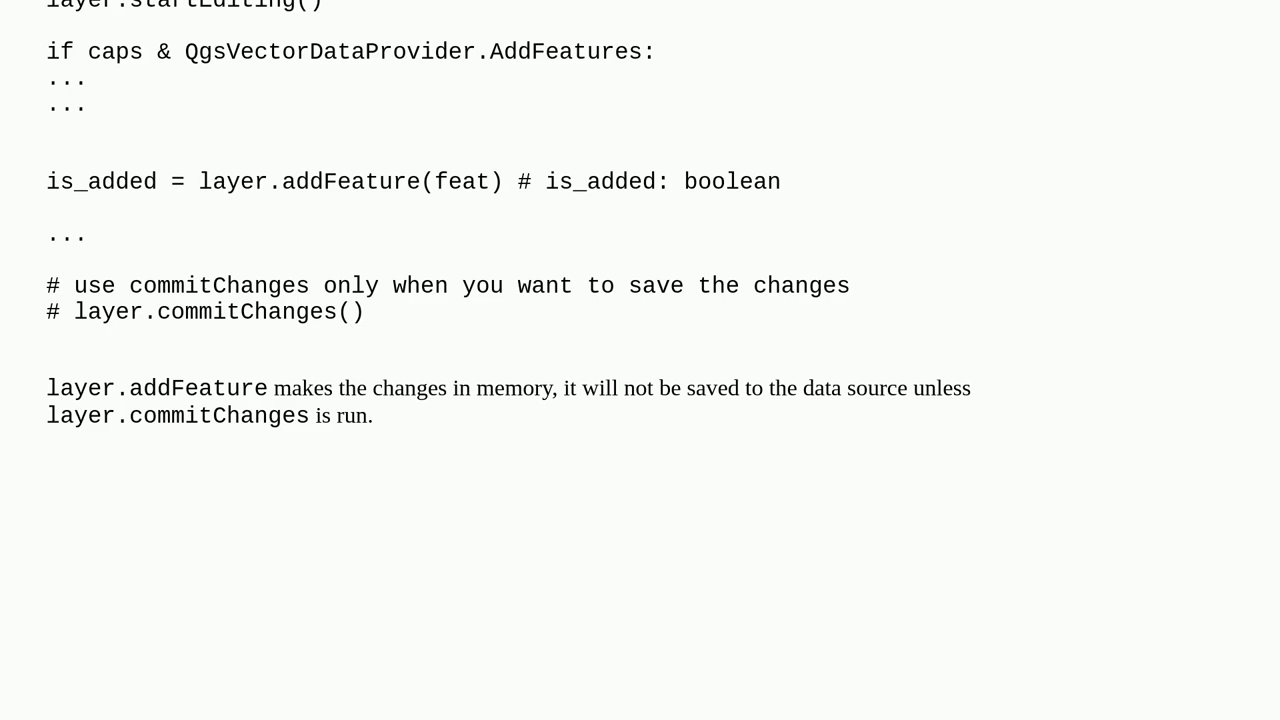 layer.startEditing()
if caps & QgsVectorDataProvider.AddFeatures:
...
...
is_added = layer.addFeature(feat) # is_added: boolean
...
# use commitChanges only when you want to save the changes
# layer.commitChanges()
layer.addFeature makes the changes in memory, it will not be saved to the data source unless
layer.commitChanges is run.